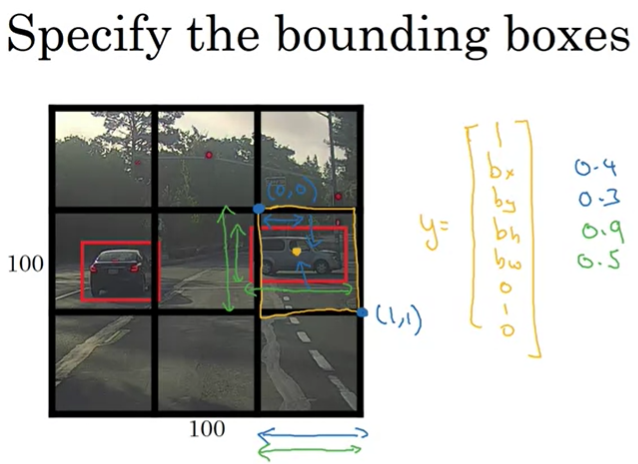 Specify the bounding boxes
(0,0)
100
(1,1)
100
y=
1
bx 0.4
by 0.3
bh 0.9
bw 0.5
0
1
0